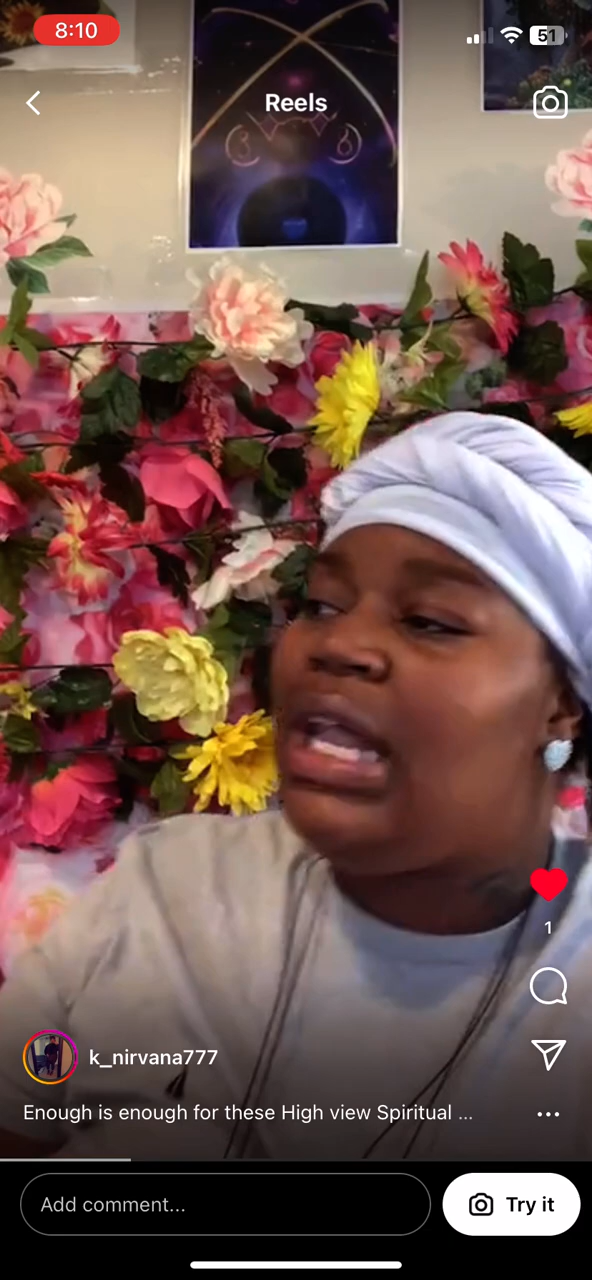 8:10
51
Reels
1
k_nirvana777
Enough is enough for these High view Spiritual ...
Add comment...
Try it